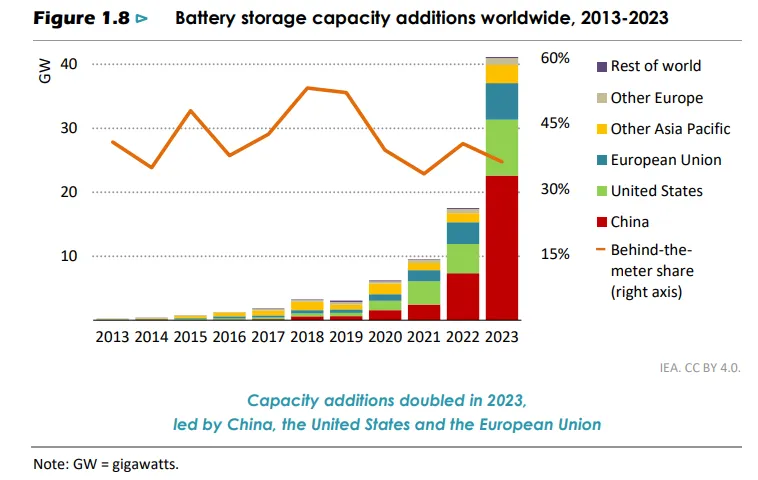 Figure 1.8 ⊳ Battery storage capacity additions worldwide, 2013-2023
GW
40
30
20
10
60%
45%
30%
15%
2013 2014 2015 2016 2017 2018 2019 2020 2021 2022 2023
Rest of world
Other Europe
Other Asia Pacific
European Union
United States
China
Behind-the-
meter share
(right axis)
IEA. CC BY 4.0.
Capacity additions doubled in 2023,
led by China, the United States and the European Union
Note: GW = gigawatts.